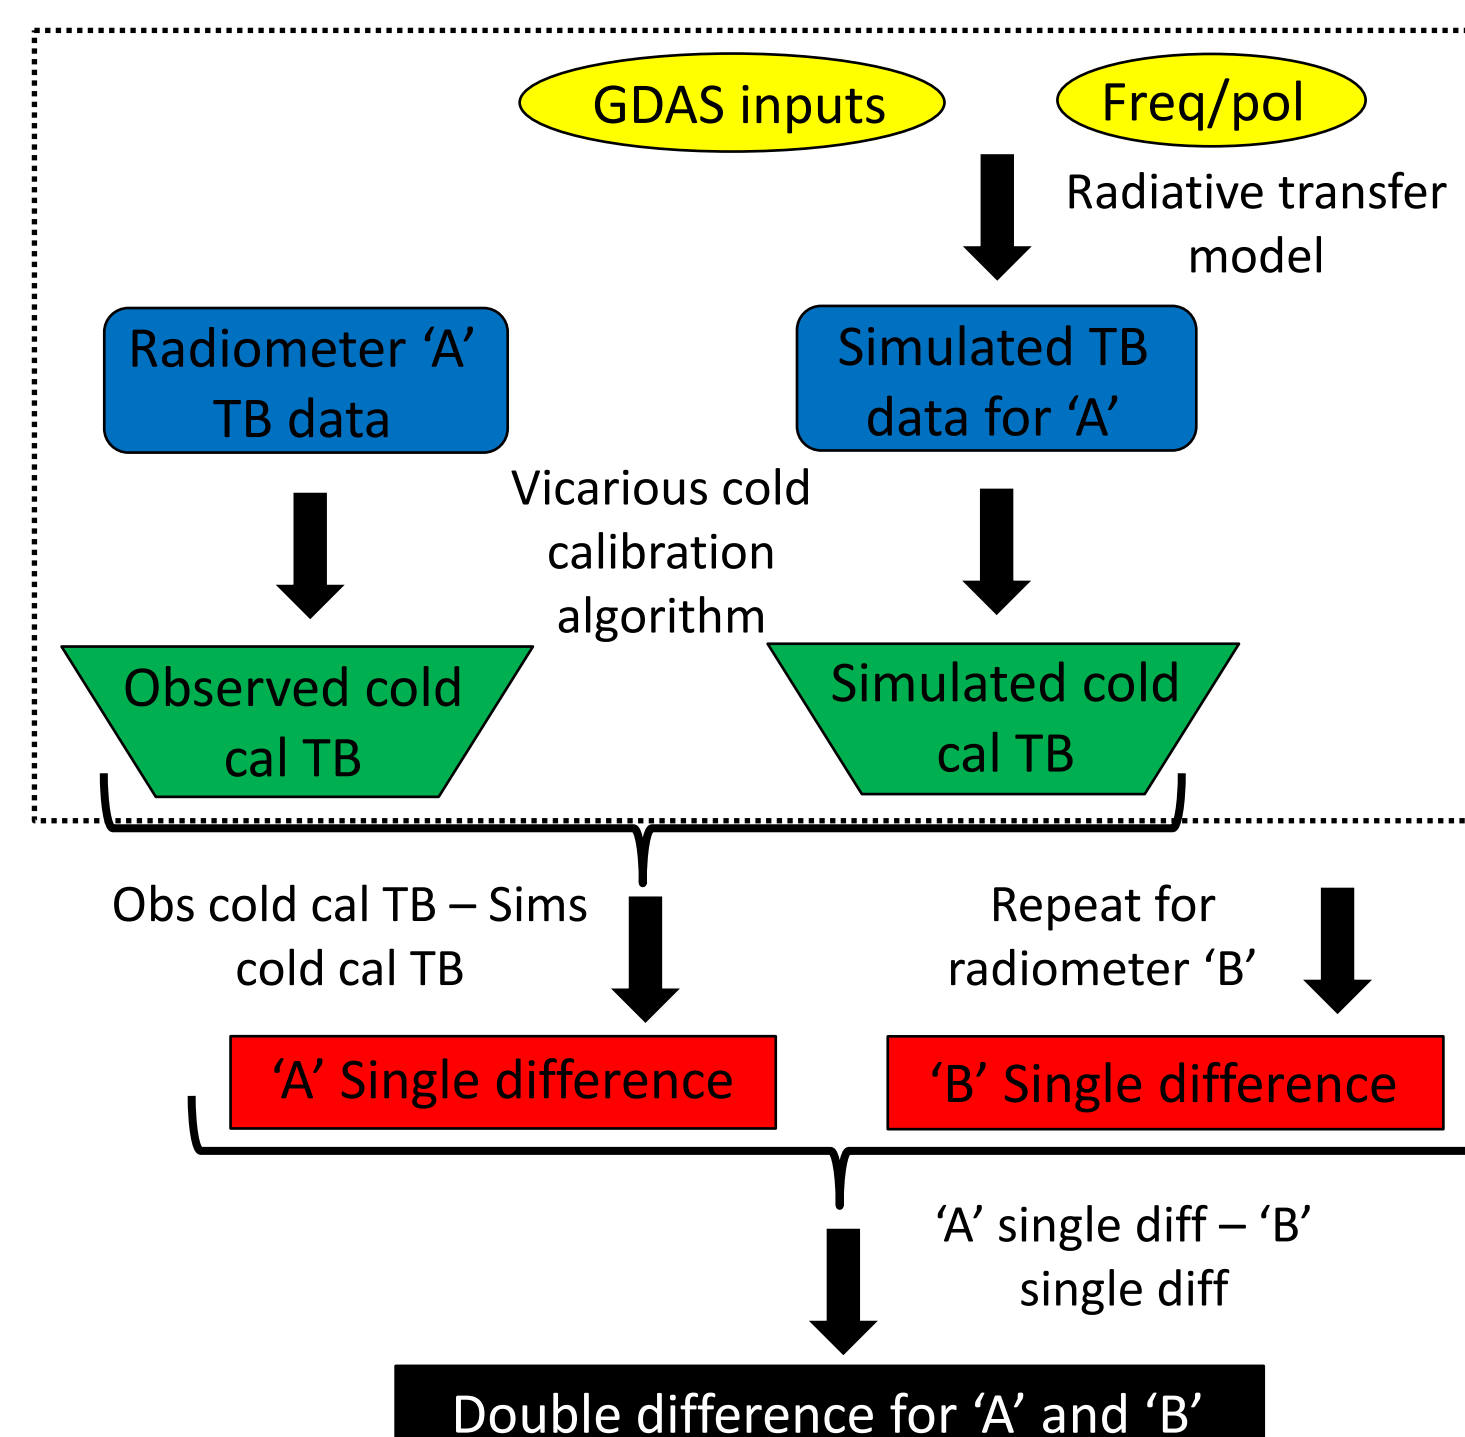 GDAS inputs
Freq/pol
Radiative transfer
model
Radiometer ‘A’
TB data
Simulated TB
data for ‘A’
Vicarious cold
calibration
algorithm
Observed cold
cal TB
Simulated cold
cal TB
Obs cold cal TB – Sims
cold cal TB
Repeat for
radiometer ‘B’
‘A’ Single difference
‘B’ Single difference
‘A’ single diff – ‘B’
single diff
Double difference for ‘A’ and ‘B’